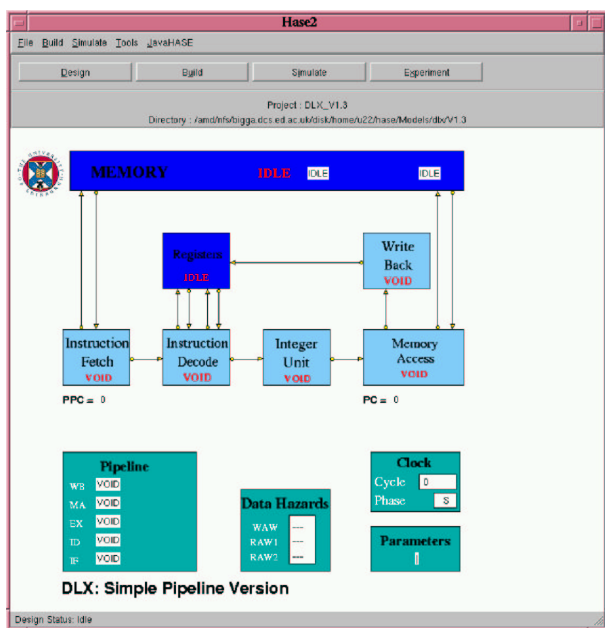 Hase2
File Build Simulate Tools JavaHASE
Design Build Simulate Experiment
Project : DLX_V1.3
Directory : /amd/nfs/bigga.dcs.ed.ac.uk/disk/home/u22/hase/Models/dlx/V1.3
MEMORY IDLE IDLE IDLE
Registers
IDLE
Write
Back
VOID
Instruction
Fetch
VOID
Instruction
Decode
VOID
Integer
Unit
VOID
Memory
Access
VOID
PPC = 0
PC = 0
Pipeline
WB VOID
MA VOID
EX VOID
ID VOID
IF VOID
Data Hazards
WAW ---
RAW1 ---
RAW2 ---
Clock
Cycle 0
Phase S
Parameters
DLX: Simple Pipeline Version
Design Status: Idle